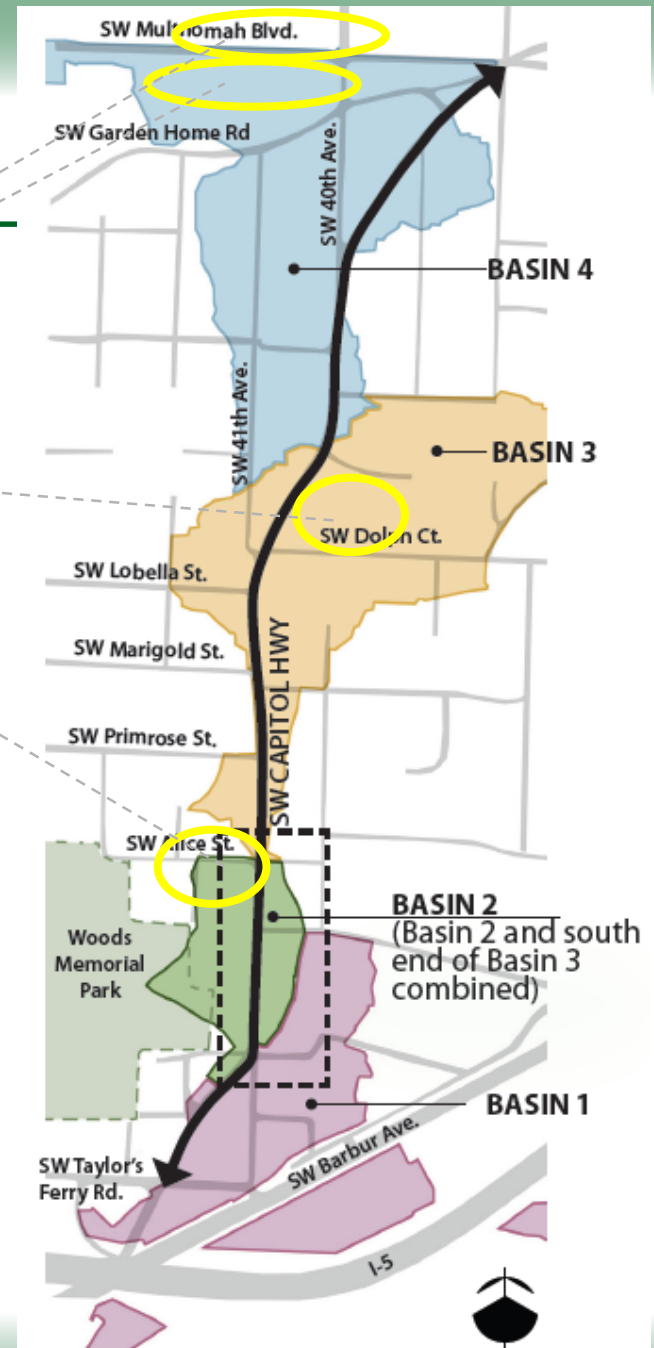 SW Multnomah Blvd.
SW Garden Home Rd
SW 40th Ave.
BASIN 4
SW 41th Ave.
BASIN 3
SW Dolph Ct.
SW Lobella St.
SW Marigold St.
SW CAPITOL HWY
SW Primrose St.
SW Alice St.
BASIN 2
(Basin 2 and south
end of Basin 3
combined)
Woods
Memorial
Park
BASIN 1
SW Barbur Ave.
SW Taylor's
Ferry Rd.
I-5